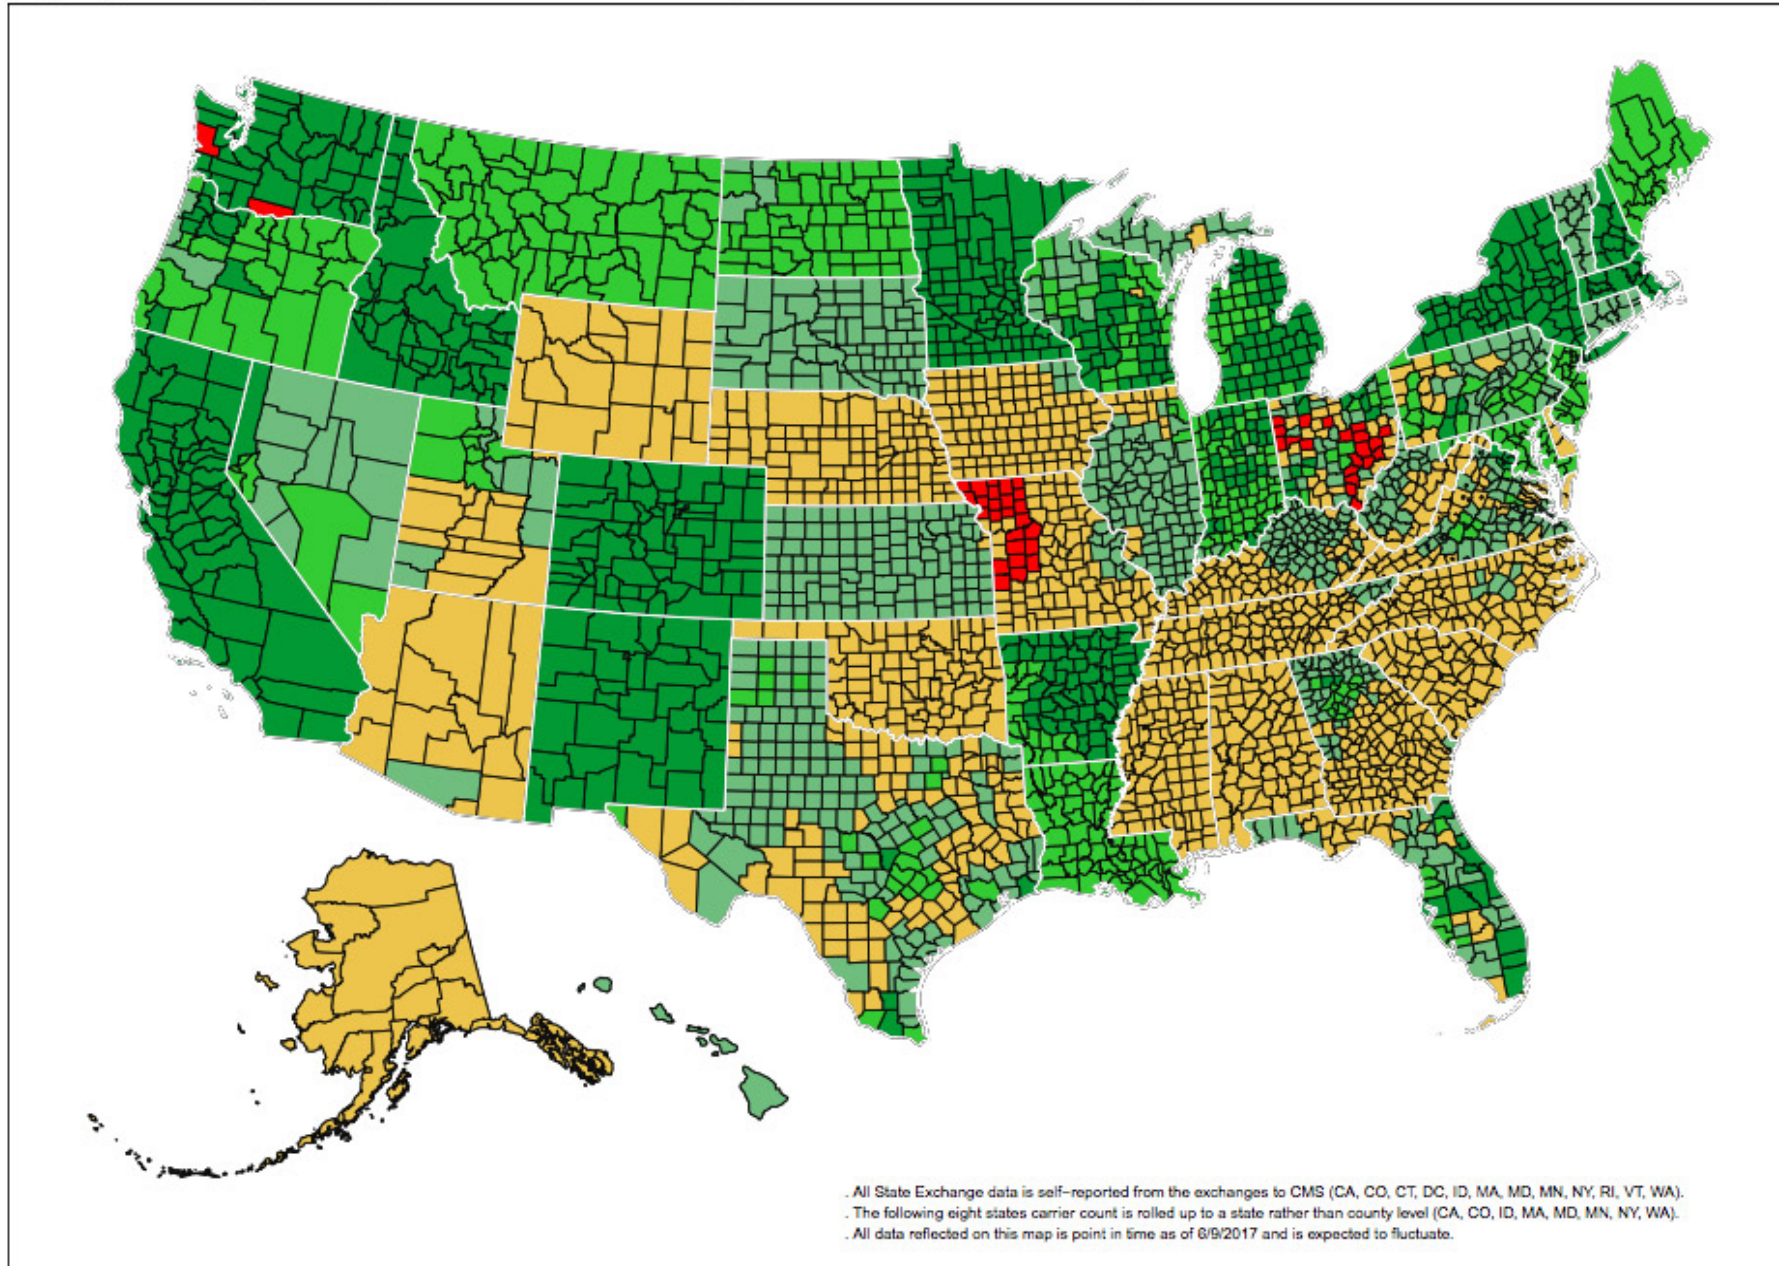 . All State Exchange data is self-reported from the exchanges to CMS (CA, CO, CT, DC, ID, MA, MD, MN, NY, RI, VT, WA).
. The following eight states carrier count is rolled up to a state rather than county level (CA, CO, ID, MA, MD, MN, NY, WA).
. All data reflected on this map is point in time as of 6/9/2017 and is expected to fluctuate.